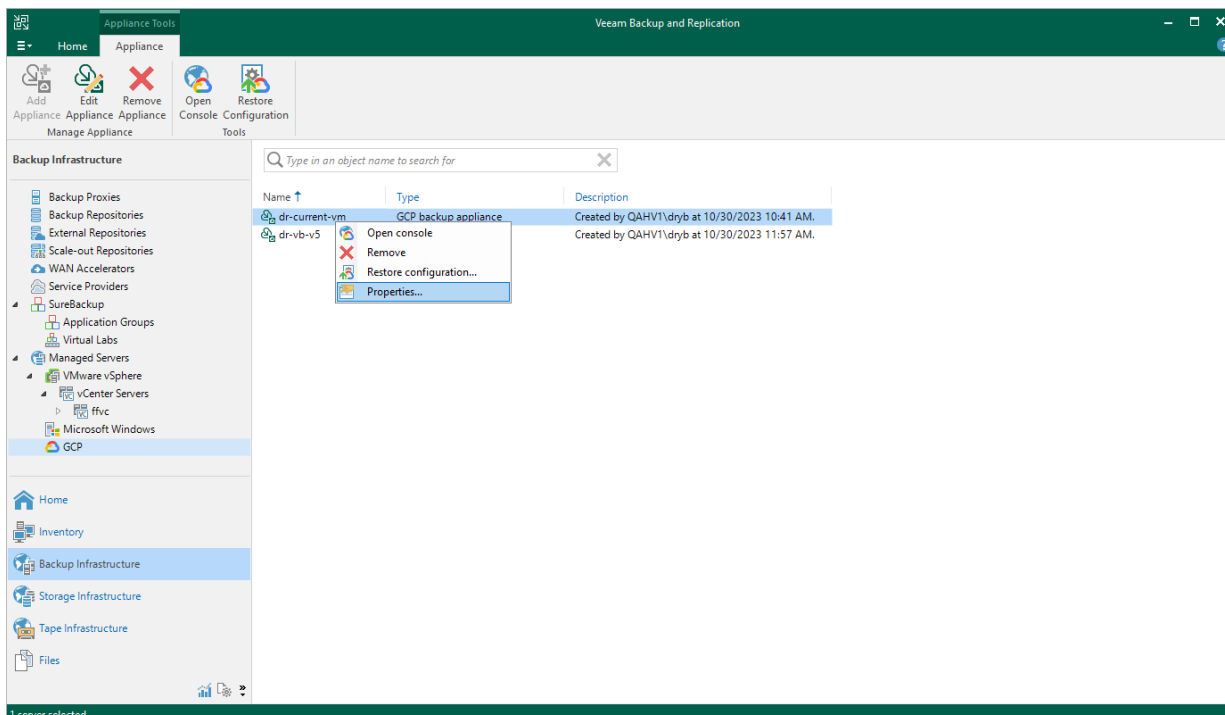 Appliance Tools
Veeam Backup and Replication
Home
Appliance
Add Appliance
Edit Appliance
Remove Appliance
Open Console
Restore Configuration
Manage Appliance
Tools
Backup Infrastructure
Type in an object name to search for
Backup Proxies
Backup Repositories
External Repositories
Scale-out Repositories
WAN Accelerators
Service Providers
SureBackup
Application Groups
Virtual Labs
Managed Servers
VMware vSphere
vCenter Servers
ffvc
Microsoft Windows
GCP
Name Type Description
dr-current-vm GCP backup appliance Created by QAHV1\dryb at 10/30/2023 10:41 AM.
dr-vb-v5 Created by QAHV1\dryb at 10/30/2023 11:57 AM.
Open console
Remove
Restore configuration...
Properties...
Home
Inventory
Backup Infrastructure
Storage Infrastructure
Tape Infrastructure
Files
1 server selected